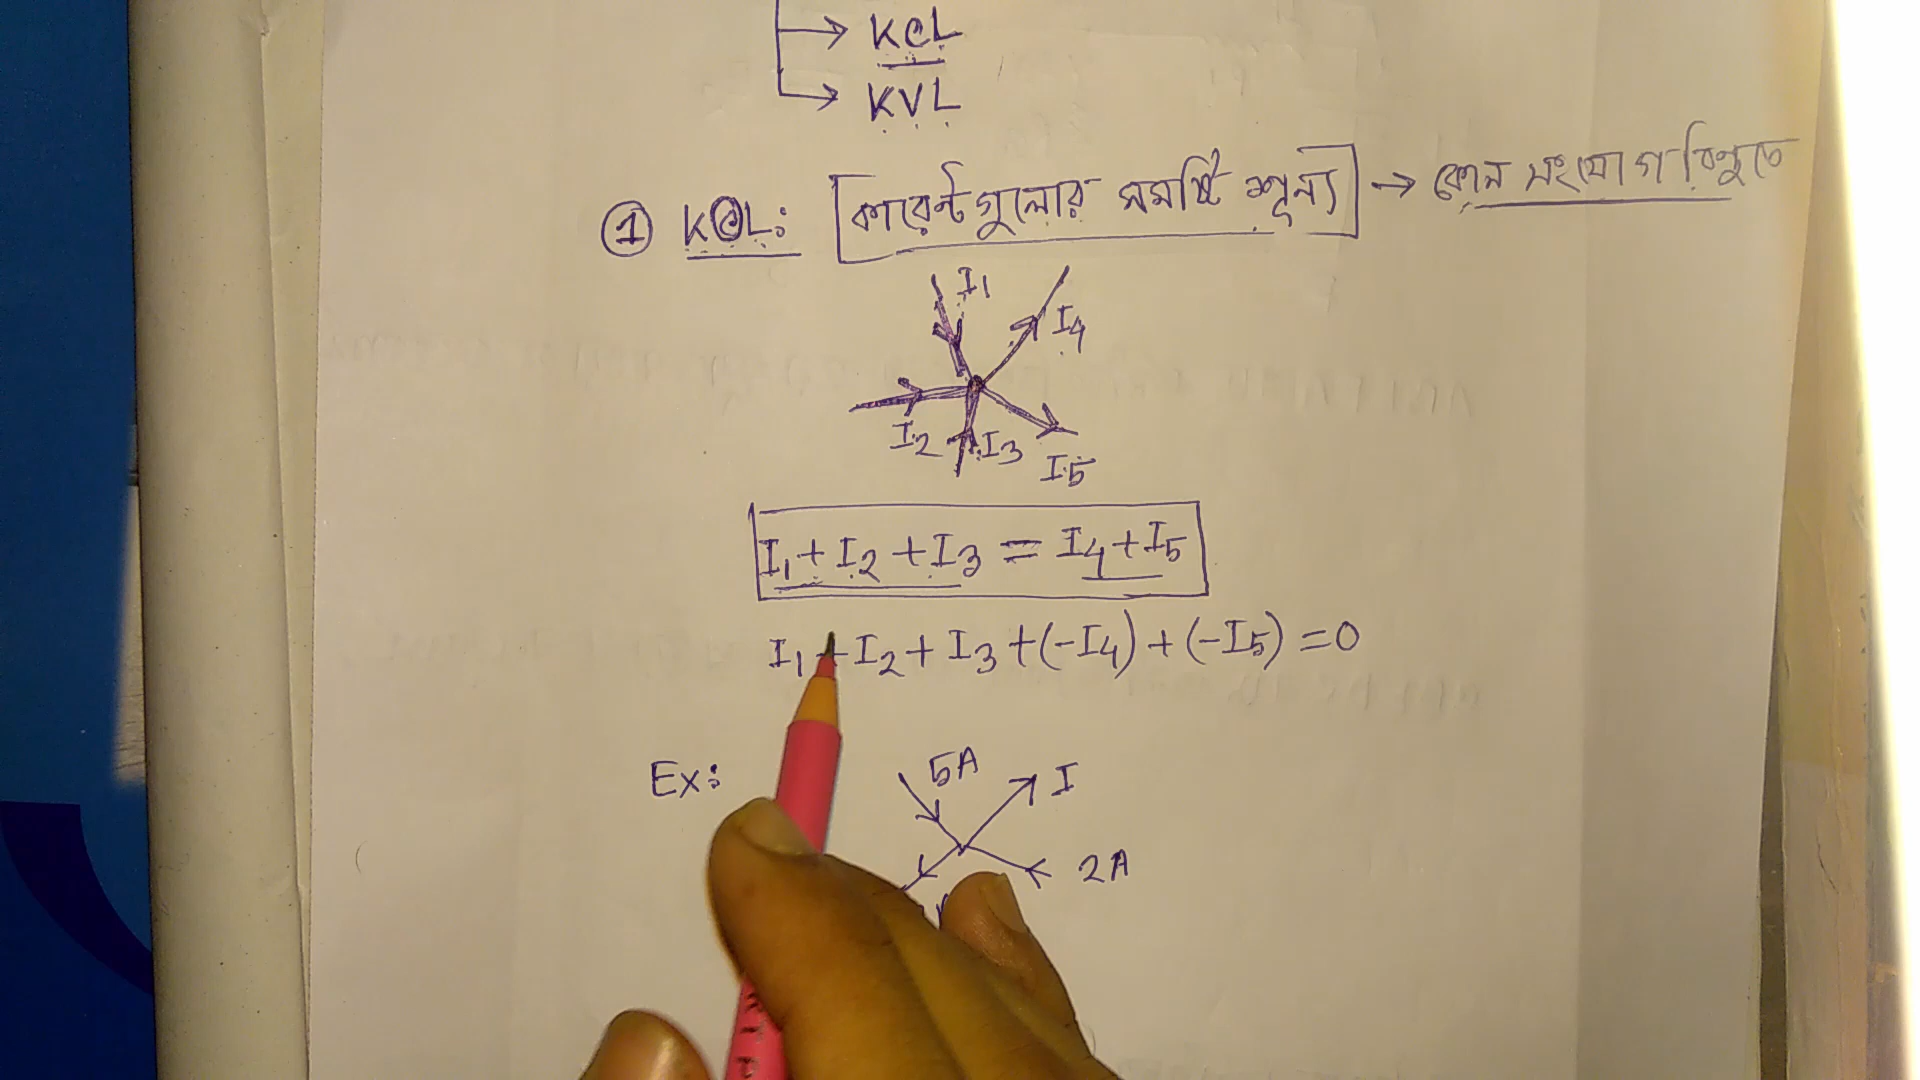 KCL
KVL
① KCL: [কারেন্টগুলোর সমষ্টি শূন্য] → কোন সংযোগ বিন্দুতে
I1
I4
I2
I3
I5
I1 + I2 + I3 = I4 + I5
I1 + I2 + I3 + (-I4) + (-I5) = 0
Ex:
5A
I
2A